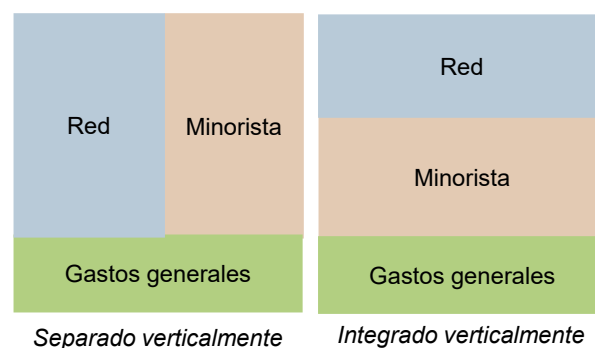 Red
Minorista
Gastos generales
Separado verticalmente
Red
Minorista
Gastos generales
Integrado verticalmente